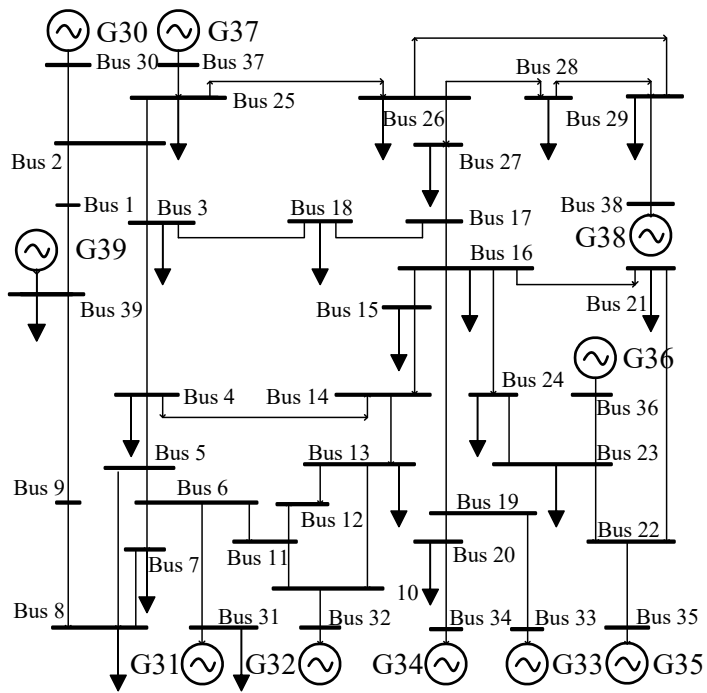 G30
G37
Bus 30
Bus 37
Bus 28
Bus 25
Bus 26
Bus 29
Bus 2
Bus 27
Bus 1
Bus 3
Bus 18
Bus 17
Bus 38
G39
G38
Bus 16
Bus 39
Bus 15
Bus 21
G36
Bus 4
Bus 14
Bus 24
Bus 36
Bus 5
Bus 13
Bus 23
Bus 9
Bus 6
Bus 12
Bus 19
Bus 22
Bus 7
Bus 11
Bus 20
10
Bus 8
Bus 31
Bus 32
Bus 34
Bus 33
Bus 35
G31
G32
G34
G33
G35